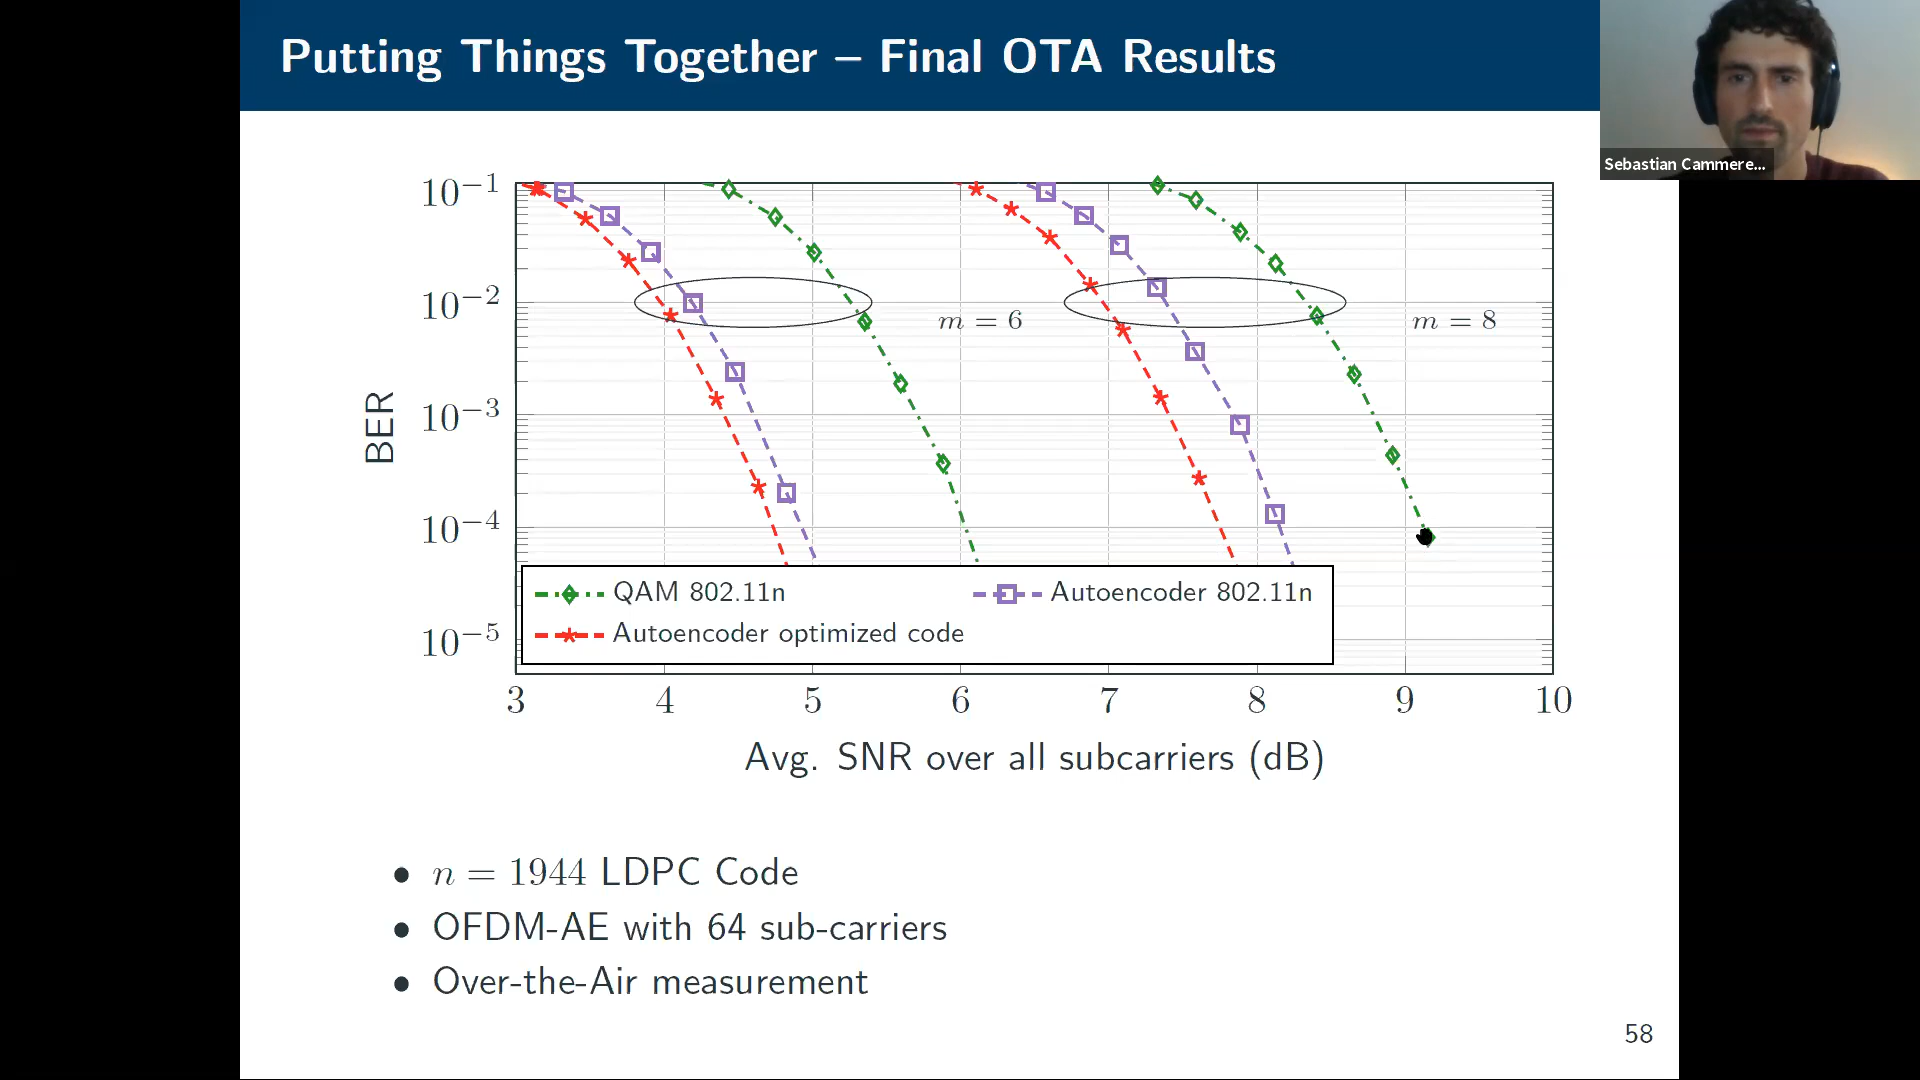 Putting Things Together – Final OTA Results
Sebastian Cammere...
10⁻¹
10⁻²
10⁻³
10⁻⁴
10⁻⁵
BER
m = 6
m = 8
QAM 802.11n
Autoencoder 802.11n
Autoencoder optimized code
3 4 5 6 7 8 9 10
Avg. SNR over all subcarriers (dB)
• n = 1944 LDPC Code
• OFDM-AE with 64 sub-carriers
• Over-the-Air measurement
58